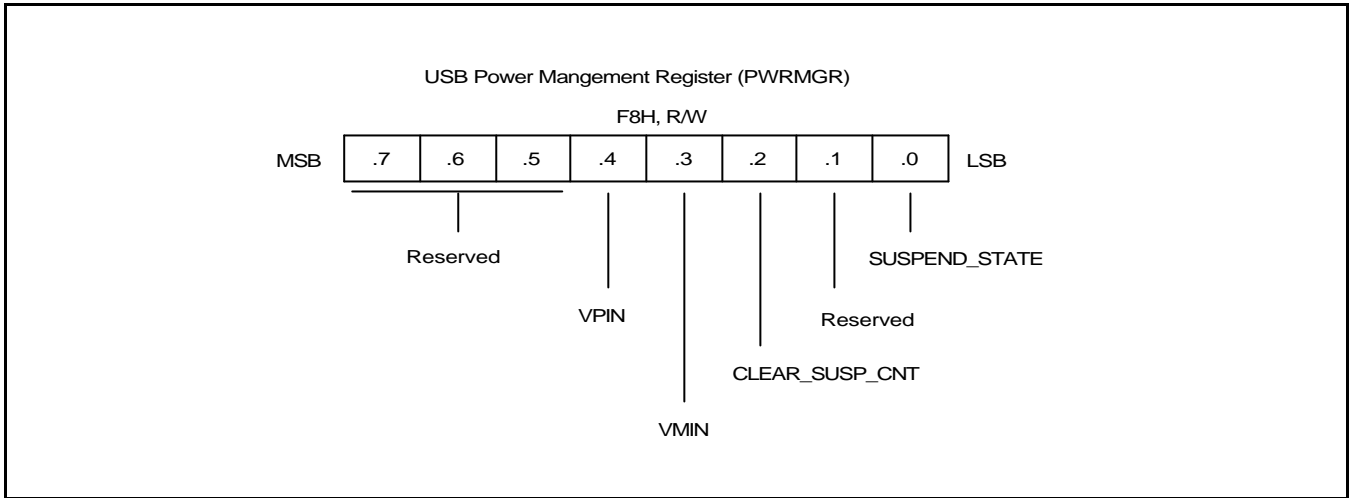 USB Power Mangement Register (PWRMGR)
F8H, R/W
MSB .7 .6 .5 .4 .3 .2 .1 .0 LSB
Reserved
SUSPEND_STATE
VPIN
Reserved
CLEAR_SUSP_CNT
VMIN